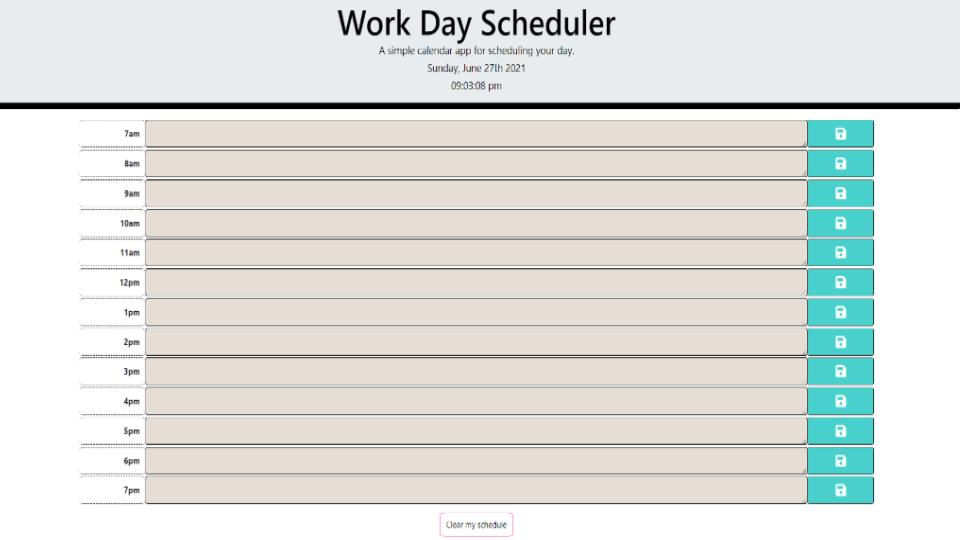 Work Day Scheduler
A simple calendar app for scheduling your day.
Sunday, June 27th 2021
09:03:08 pm
7am
8am
9am
10am
11am
12pm
1pm
2pm
3pm
4pm
5pm
6pm
7pm
Clear my schedule